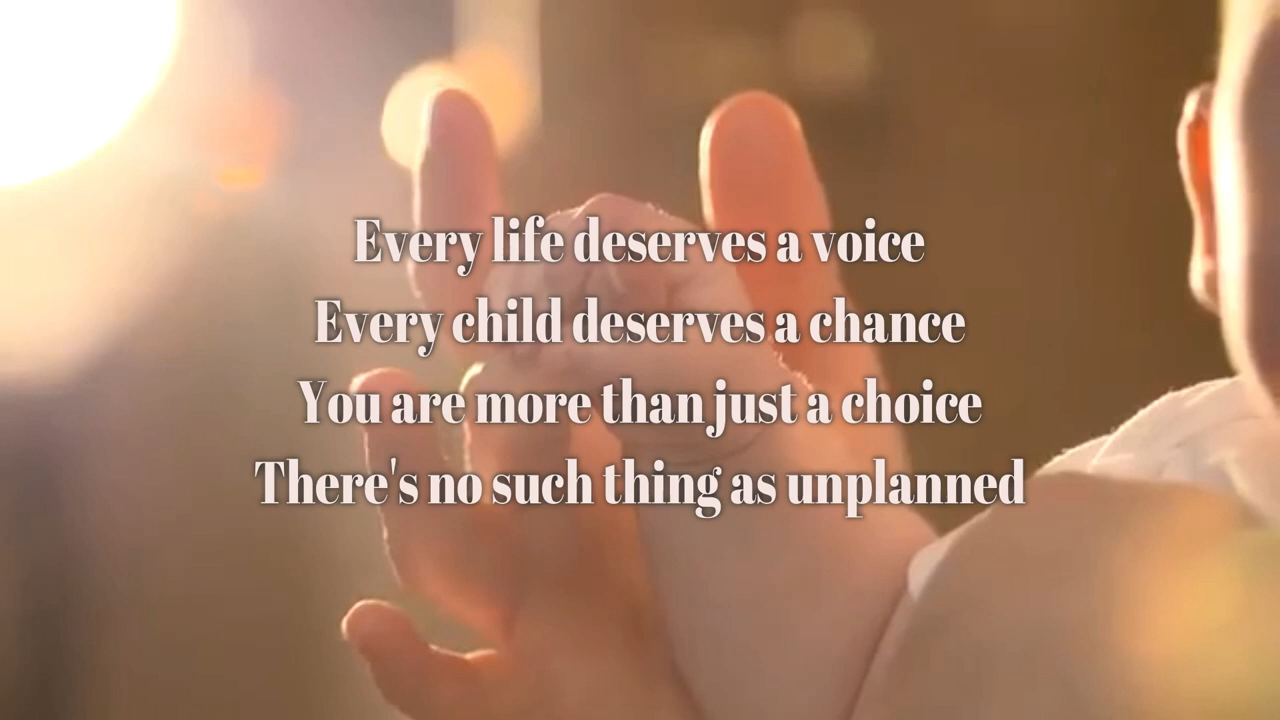 Every life deserves a voice
Every child deserves a chance
You are more than just a choice
There's no such thing as unplanned